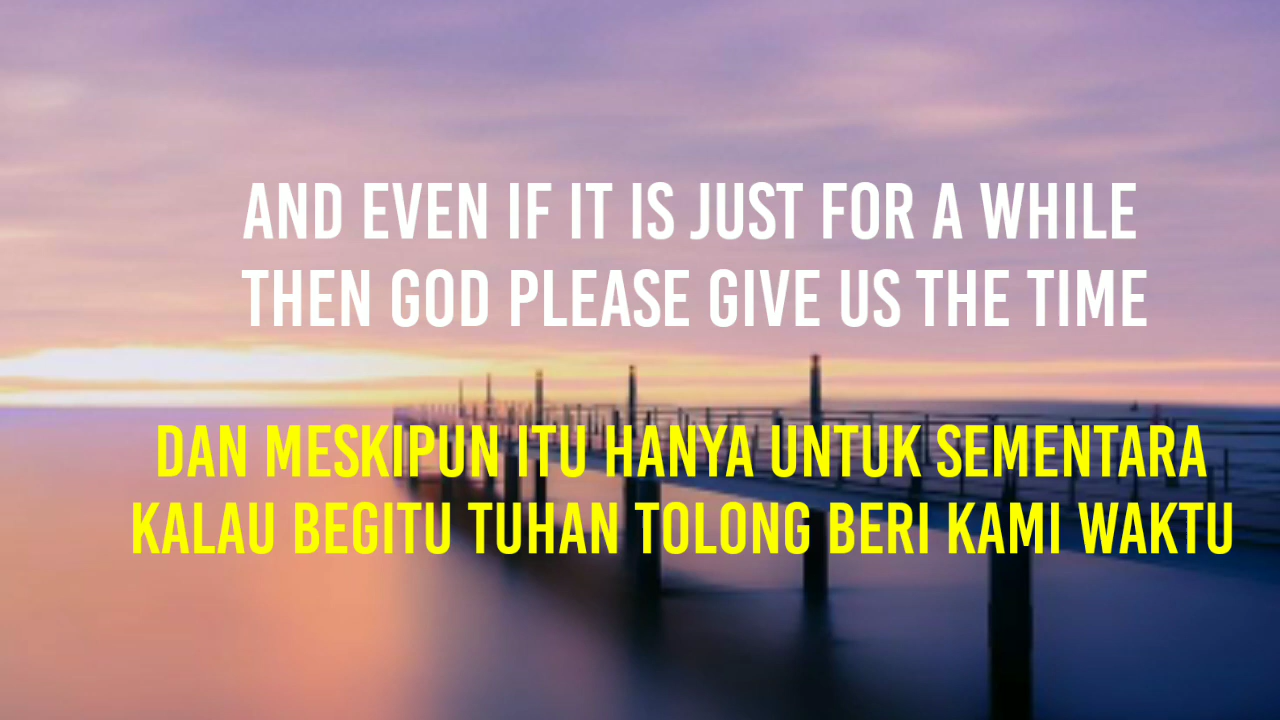 AND EVEN IF IT IS JUST FOR A WHILE
THEN GOD PLEASE GIVE US THE TIME
DAN MESKIPUN ITU HANYA UNTUK SEMENTARA
KALAU BEGITU TUHAN TOLONG BERI KAMI WAKTU